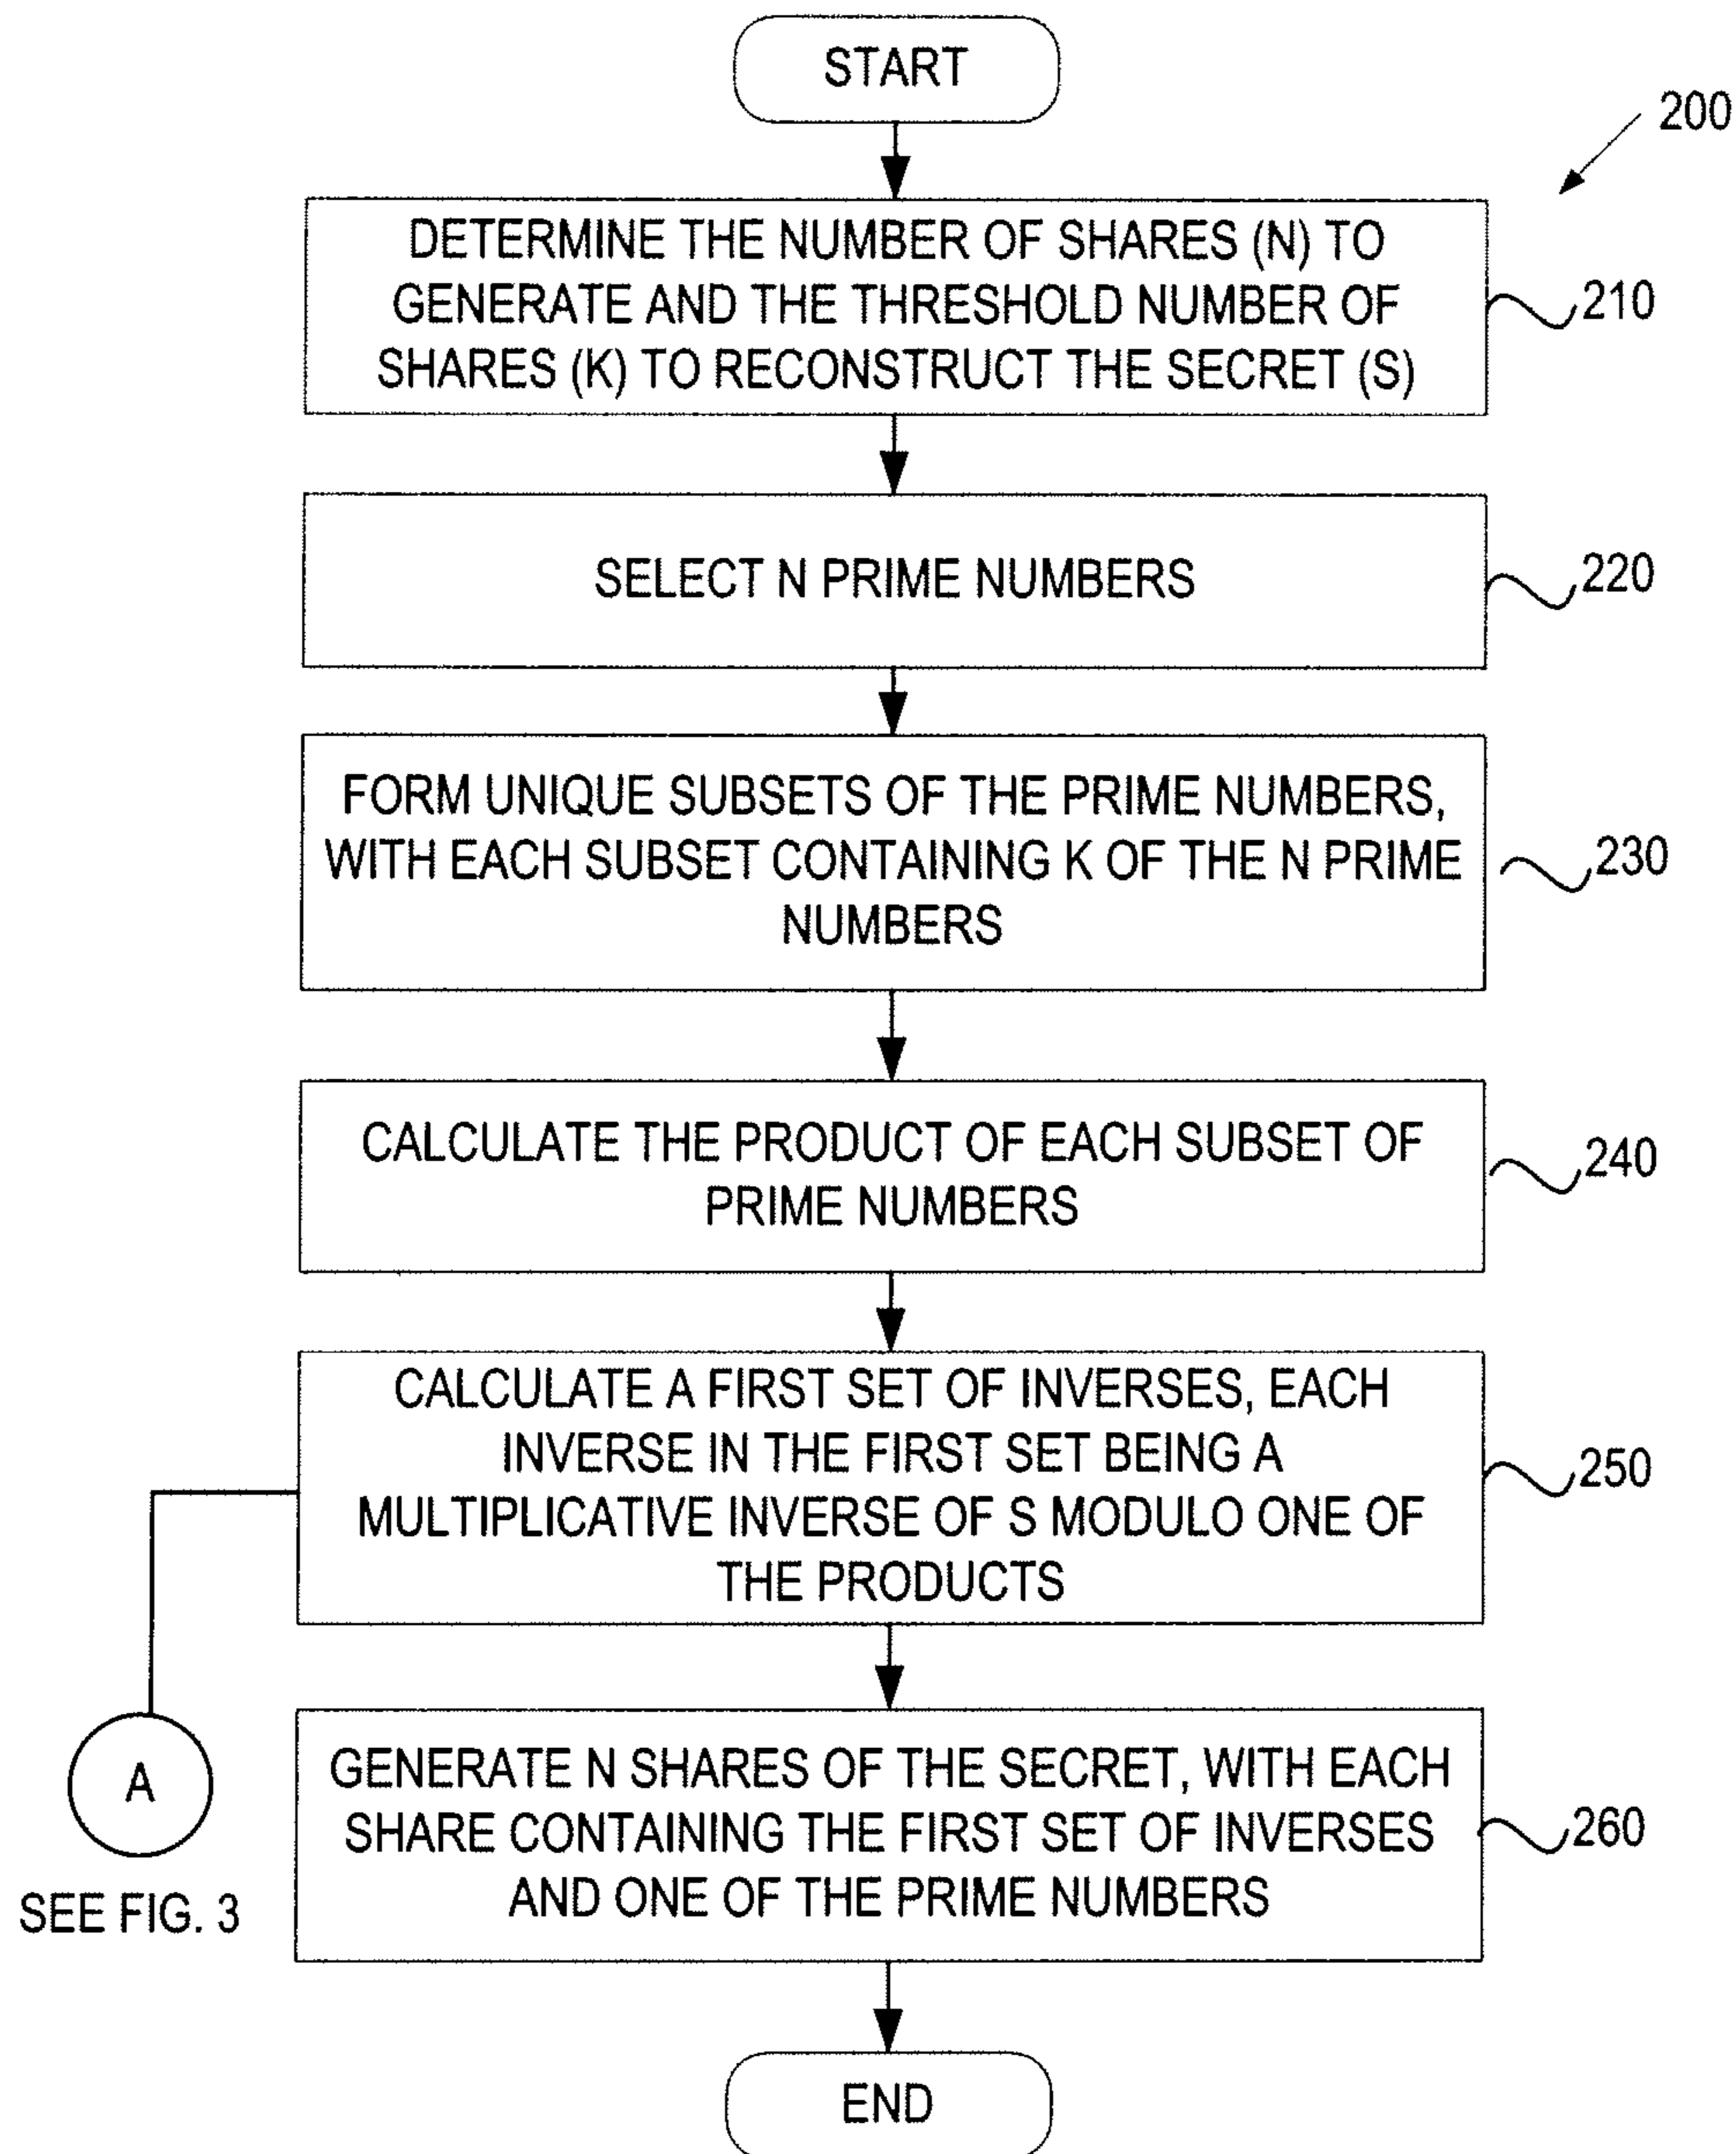 START
200
DETERMINE THE NUMBER OF SHARES (N) TO
GENERATE AND THE THRESHOLD NUMBER OF
SHARES (K) TO RECONSTRUCT THE SECRET (S)
210
SELECT N PRIME NUMBERS
220
FORM UNIQUE SUBSETS OF THE PRIME NUMBERS,
WITH EACH SUBSET CONTAINING K OF THE N PRIME
NUMBERS
230
CALCULATE THE PRODUCT OF EACH SUBSET OF
PRIME NUMBERS
240
CALCULATE A FIRST SET OF INVERSES, EACH
INVERSE IN THE FIRST SET BEING A
MULTIPLICATIVE INVERSE OF S MODULO ONE OF
THE PRODUCTS
250
A
SEE FIG. 3
GENERATE N SHARES OF THE SECRET, WITH EACH
SHARE CONTAINING THE FIRST SET OF INVERSES
AND ONE OF THE PRIME NUMBERS
260
END